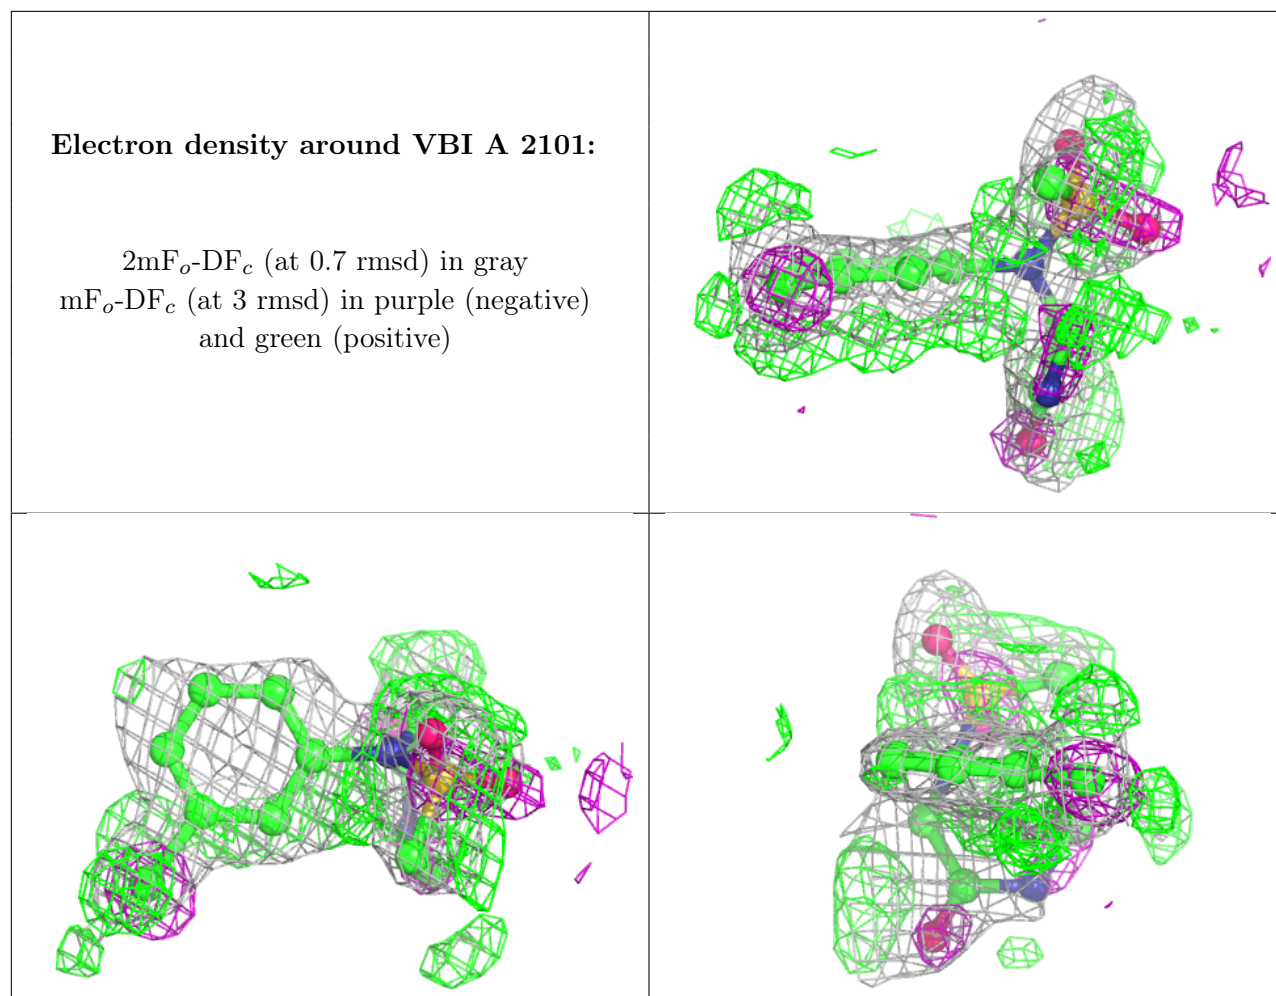 Electron density around VBI A 2101:
2mFo-DFc (at 0.7 rmsd) in gray
mFo-DFc (at 3 rmsd) in purple (negative)
and green (positive)